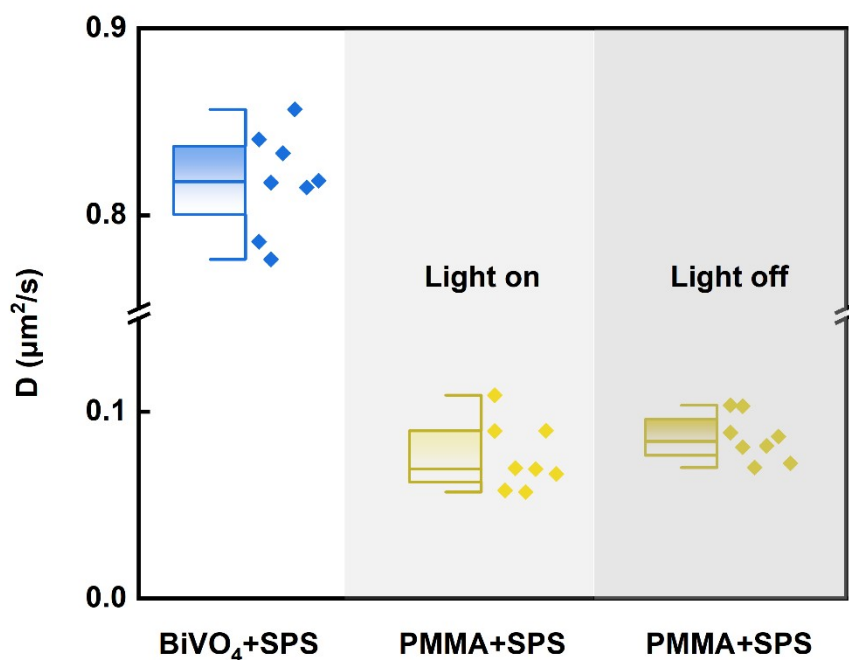 0.9
0.8
0.1
0.0
D (μm²/s)
Light on
Light off
BiVO₄+SPS
PMMA+SPS
PMMA+SPS